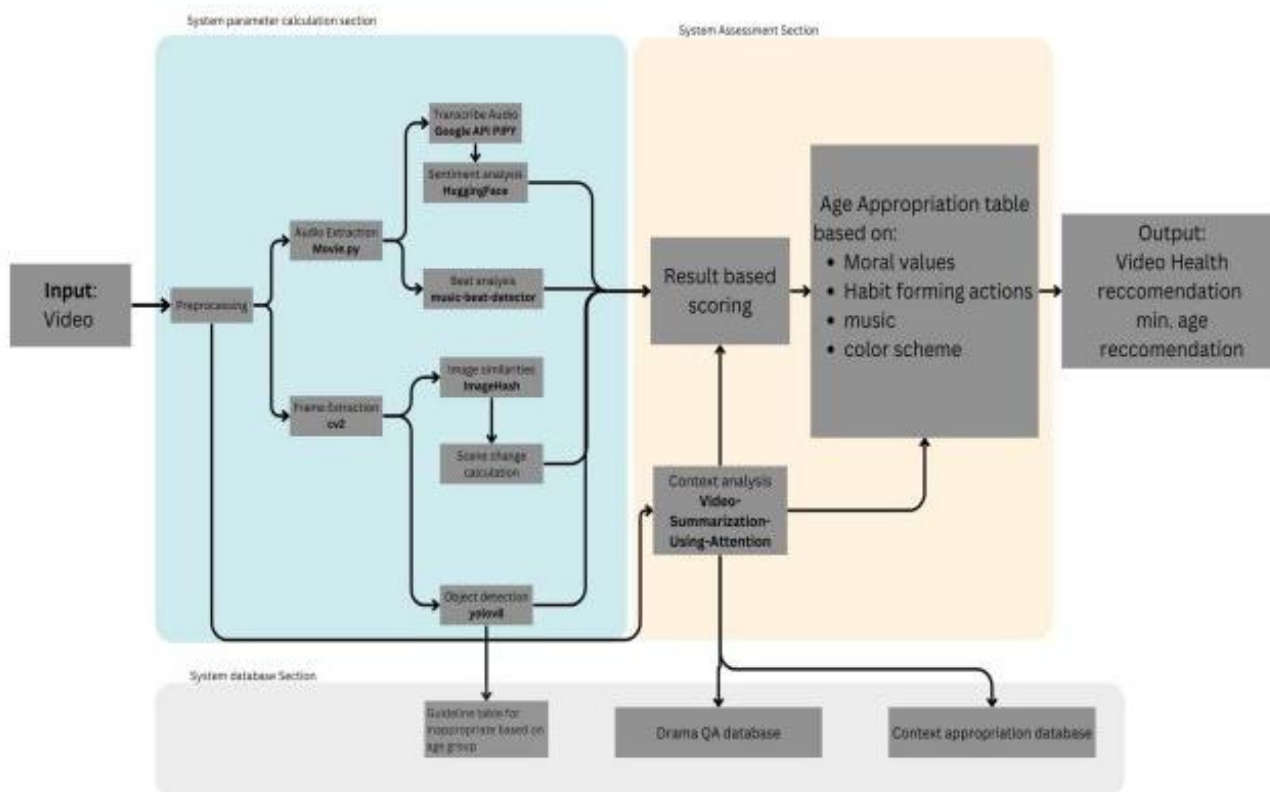 System parameter calculation section
System Assessment Section
Transcribe Audio
Google API PIPY
Sentiment analysis
HuggingFace
Audio Extraction
Movie.py
Beat analysis
music-beat-detector
Input:
Video
Preprocessing
Image similarities
ImageHash
Frame Extraction
cv2
Scene change
calculation
Object detection
yolov8
Result based
scoring
Context analysis
Video-
Summarization-
Using-Attention
Age Appropriation table
based on:
• Moral values
• Habit forming actions
• music
• color scheme
Output:
Video Health
reccomendation
min. age
reccomendation
System database Section
Guideline table for
inappropriate based on
age group
Drama QA database
Context appropriation database